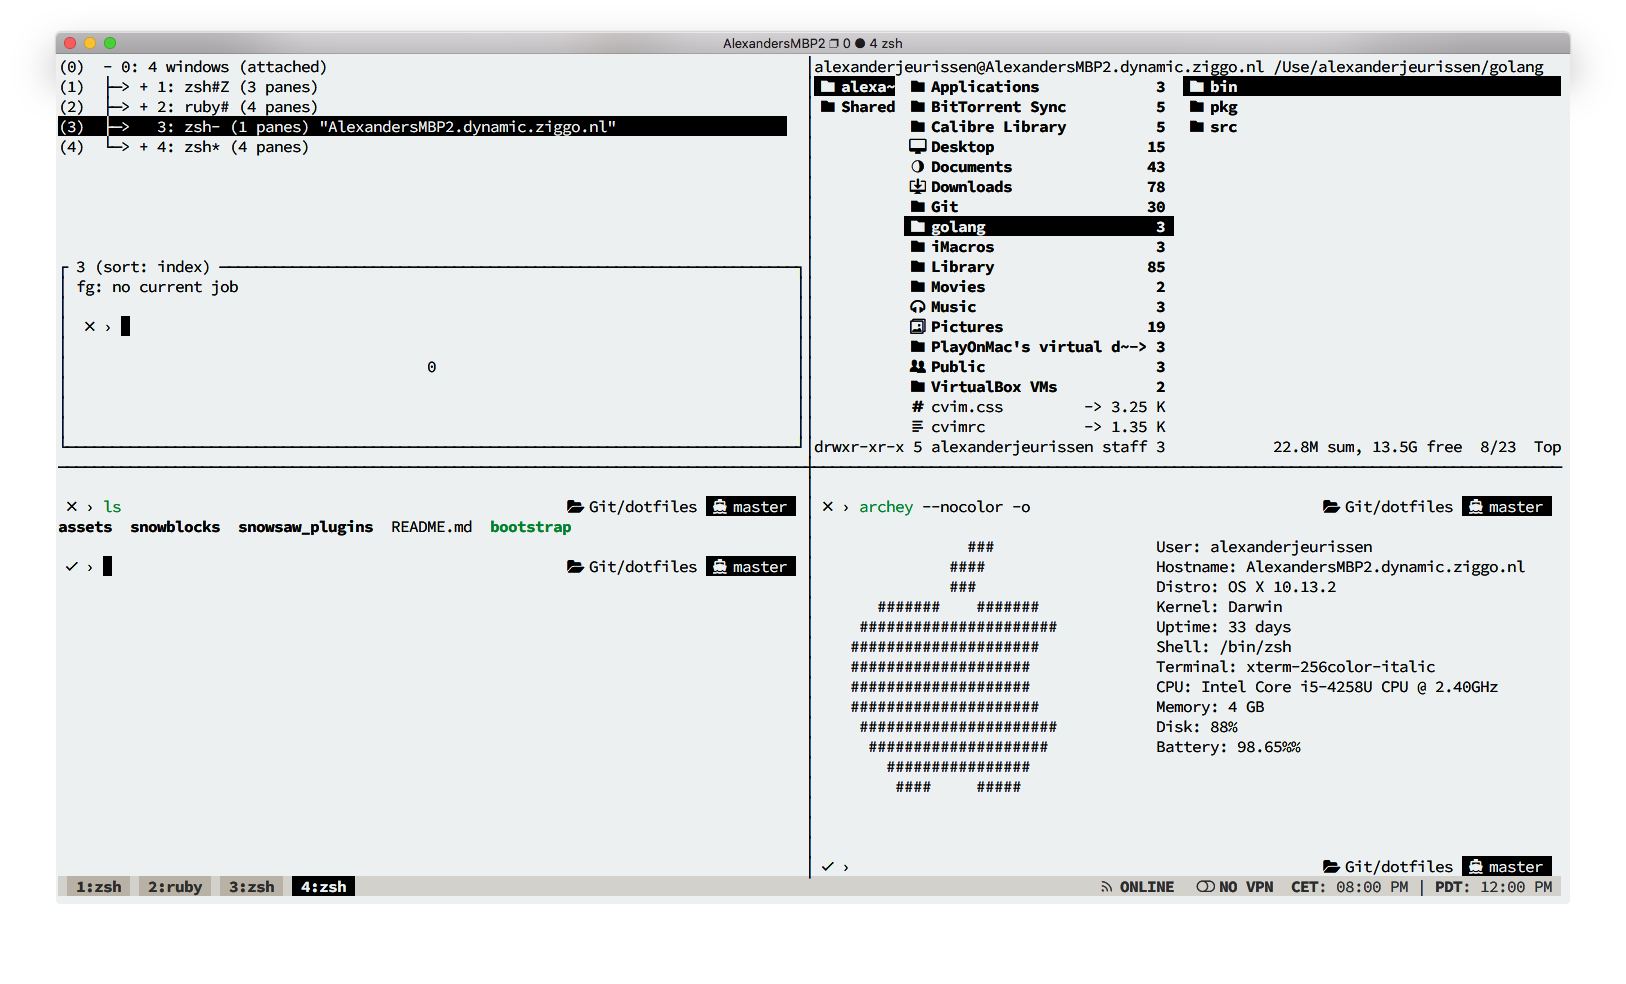 AlexandersMBP2 ❐ 0 ● 4 zsh
(0)  - 0: 4 windows (attached)
(1)  ├─> + 1: zsh#Z (3 panes)
(2)  ├─> + 2: ruby# (4 panes)
(3)  ├─>   3: zsh- (1 panes) "AlexandersMBP2.dynamic.ziggo.nl"
(4)  └─> + 4: zsh* (4 panes)
3 (sort: index)
fg: no current job
✕ ›
0
alexanderjeurissen@AlexandersMBP2.dynamic.ziggo.nl /Use/alexanderjeurissen/golang
alexa~ Applications 3 bin
Shared BitTorrent Sync 5 pkg
Calibre Library 5 src
Desktop 15
Documents 43
Downloads 78
Git 30
golang 3
iMacros 3
Library 85
Movies 2
Music 3
Pictures 19
PlayOnMac's virtual d~-> 3
Public 3
VirtualBox VMs 2
# cvim.css -> 3.25 K
cvimrc -> 1.35 K
drwxr-xr-x 5 alexanderjeurissen staff 3 22.8M sum, 13.5G free 8/23 Top
✕ › ls Git/dotfiles master
assets snowblocks snowsaw_plugins README.md bootstrap
✓ › Git/dotfiles master
✕ › archey --nocolor -o Git/dotfiles master
### User: alexanderjeurissen
#### Hostname: AlexandersMBP2.dynamic.ziggo.nl
### Distro: OS X 10.13.2
####### ####### Kernel: Darwin
###################### Uptime: 33 days
##################### Shell: /bin/zsh
#################### Terminal: xterm-256color-italic
#################### CPU: Intel Core i5-4258U CPU @ 2.40GHz
##################### Memory: 4 GB
###################### Disk: 88%
#################### Battery: 98.65%%
################
#### #####
✓ › Git/dotfiles master
1:zsh 2:ruby 3:zsh 4:zsh ONLINE NO VPN CET: 08:00 PM | PDT: 12:00 PM